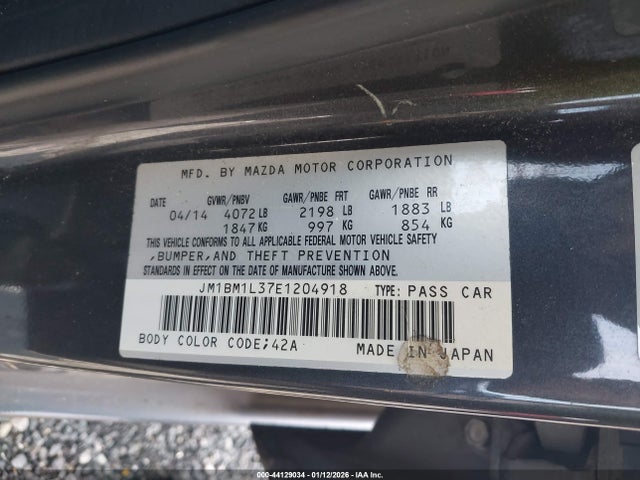 MFD. BY MAZDA MOTOR CORPORATION
DATE GVWR/PNBV GAWR/PNBE FRT GAWR/PNBE RR
04/14 4072 LB 2198 LB 1883 LB
1847 KG 997 KG 854 KG
THIS VEHICLE CONFORMS TO ALL APPLICABLE FEDERAL MOTOR VEHICLE SAFETY
,BUMPER,AND THEFT PREVENTION
STANDARDS IN EFFECT ON THE DATE OF MANUFACTURE SHOWN ABOVE.
JM1BM1L37E1204918 TYPE: PASS CAR
BODY COLOR CODE;42A MADE IN JAPAN
000-44129034 - 01/12/2026 - IAA Inc.